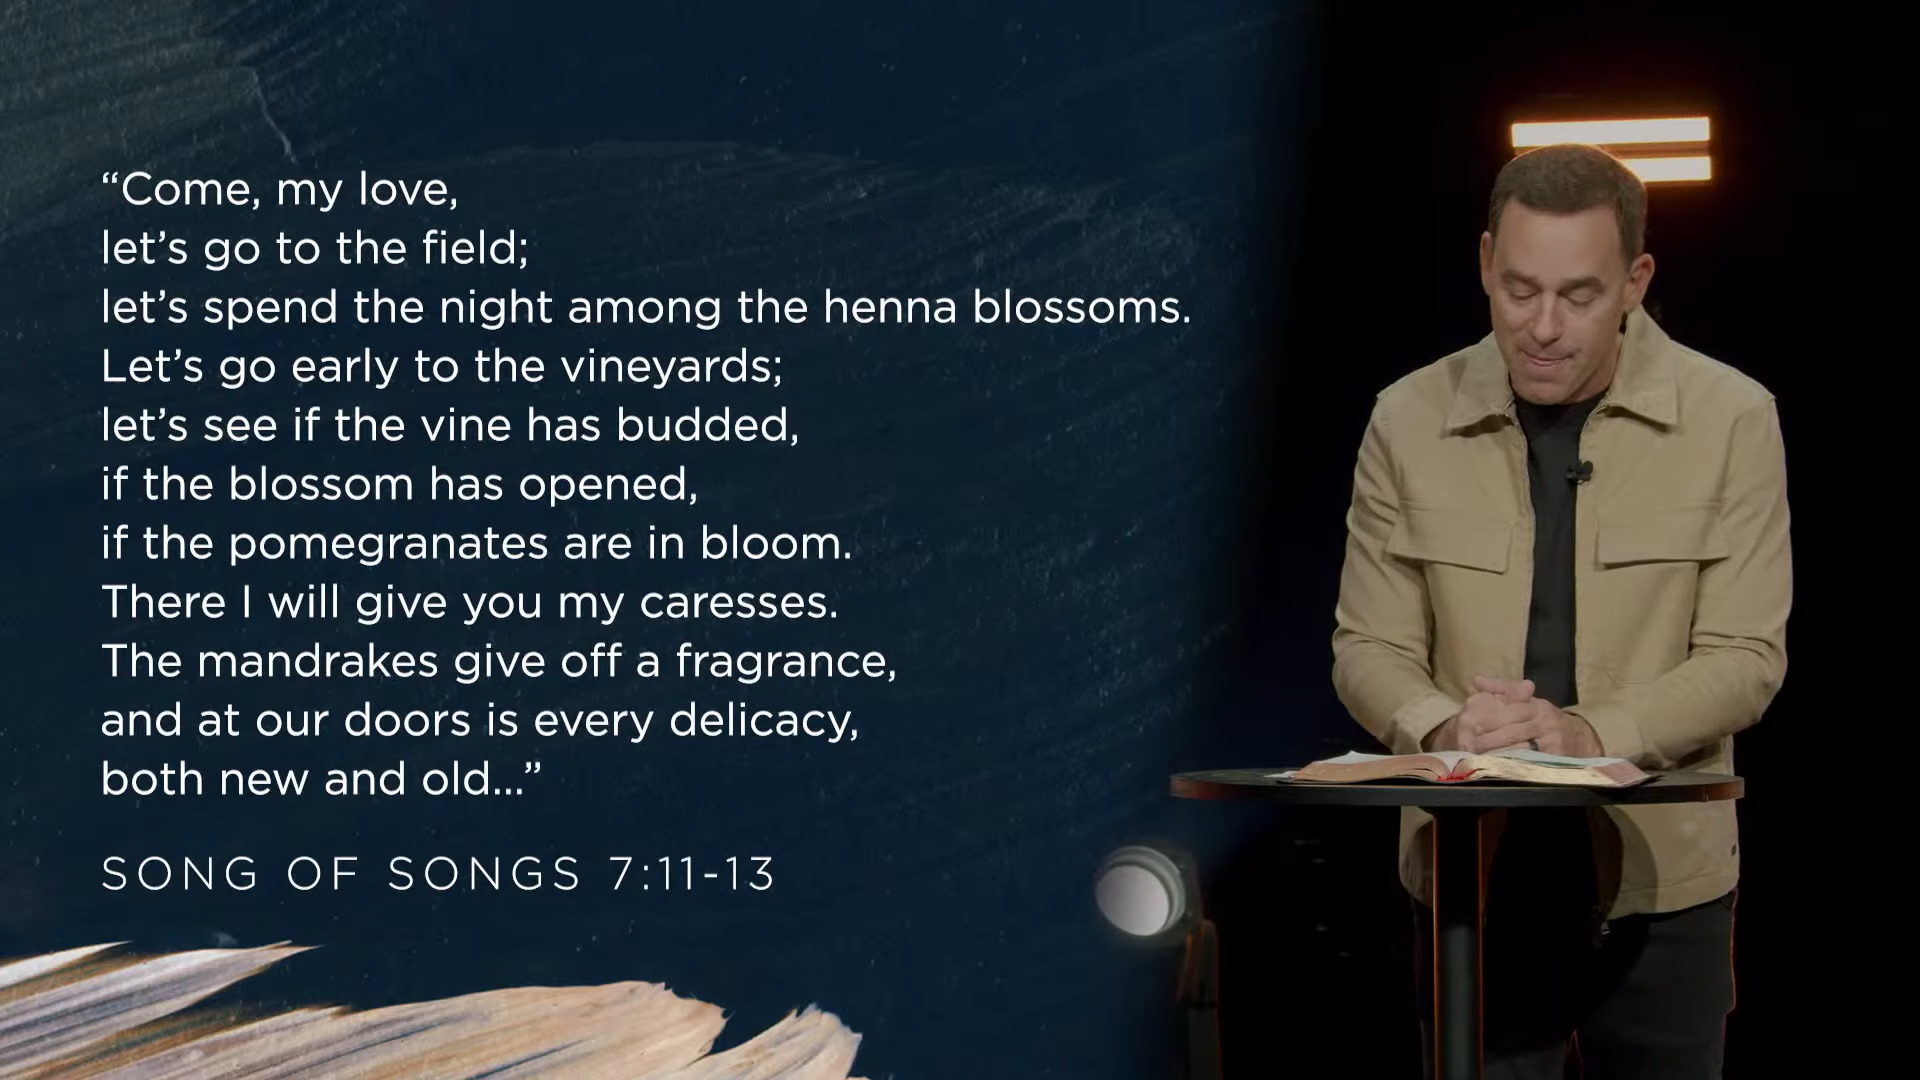 “Come, my love,
let’s go to the field;
let’s spend the night among the henna blossoms.
Let’s go early to the vineyards;
let’s see if the vine has budded,
if the blossom has opened,
if the pomegranates are in bloom.
There I will give you my caresses.
The mandrakes give off a fragrance,
and at our doors is every delicacy,
both new and old...”
SONG OF SONGS 7:11-13